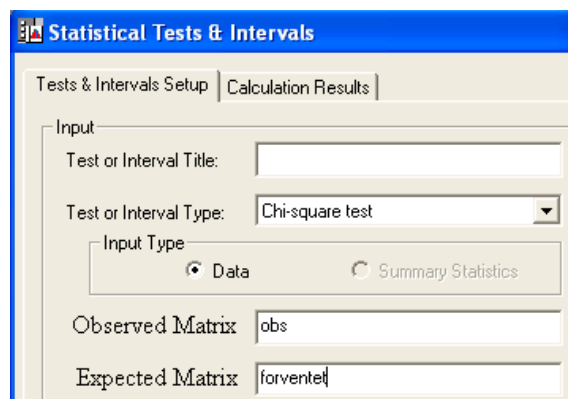 Statistical Tests & Intervals
Tests & Intervals Setup Calculation Results
Input
Test or Interval Title:
Test or Interval Type: Chi-square test
Input Type
Data Summary Statistics
Observed Matrix obs
Expected Matrix forventet